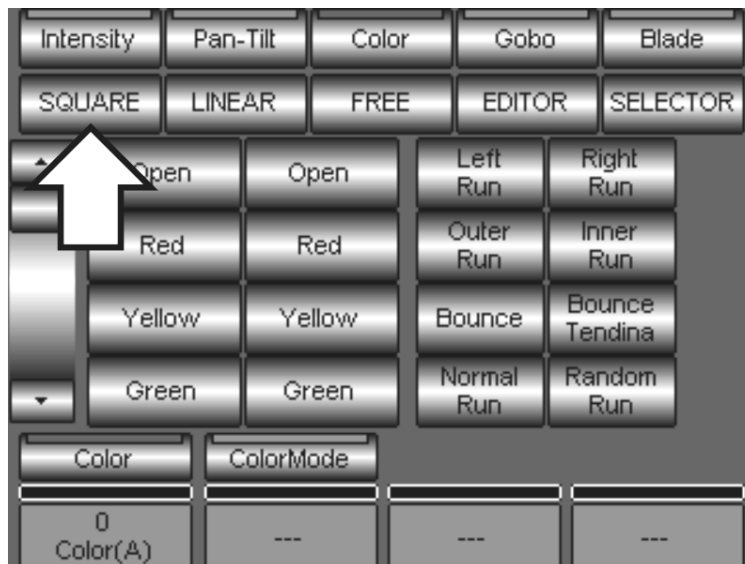 Intensity Pan-Tilt Color Gobo Blade
SQUARE LINEAR FREE EDITOR SELECTOR
Open Open Left Run Right Run
Red Red Outer Run Inner Run
Yellow Yellow Bounce Bounce Tendina
Green Green Normal Run Random Run
Color ColorMode
0
Color(A) --- --- ---